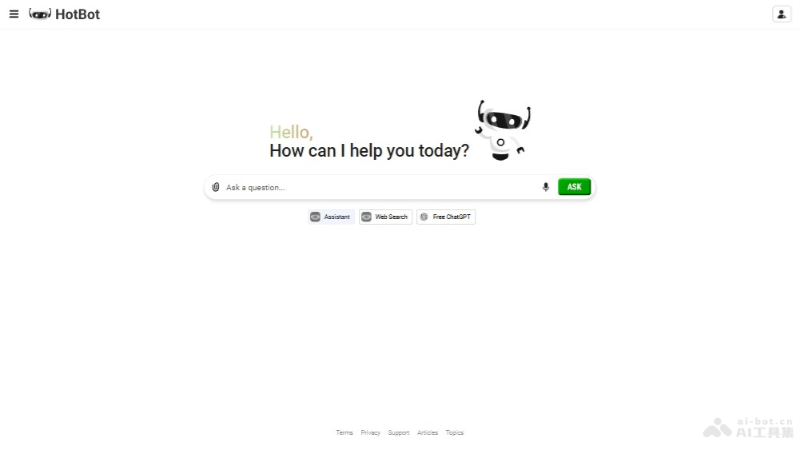 HotBot
Hello,
How can I help you today?
Ask a question...
ASK
Assistant
Web Search
Free ChatGPT
Terms
Privacy
Support
Articles
Topics
ai-bot.cn
AI工具集